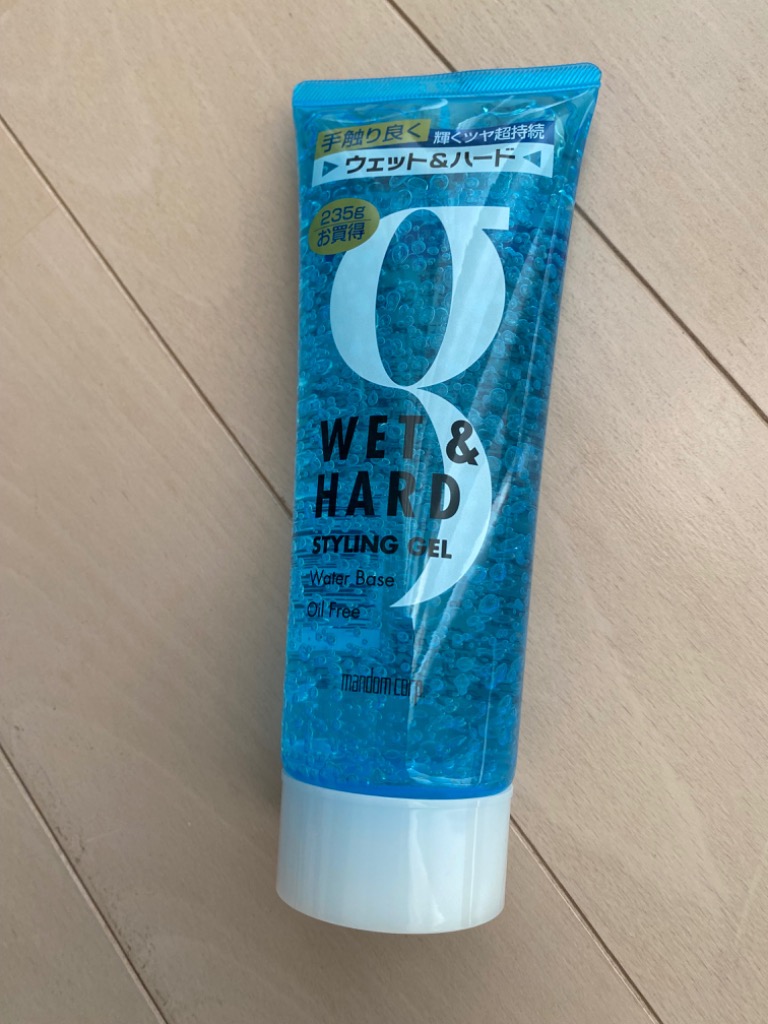 手触り良く 輝くツヤ超持続
ウェット&ハード
235g
お買得
g
WET &
HARD
STYLING GEL
Water Base
Oil Free
mandom corp.